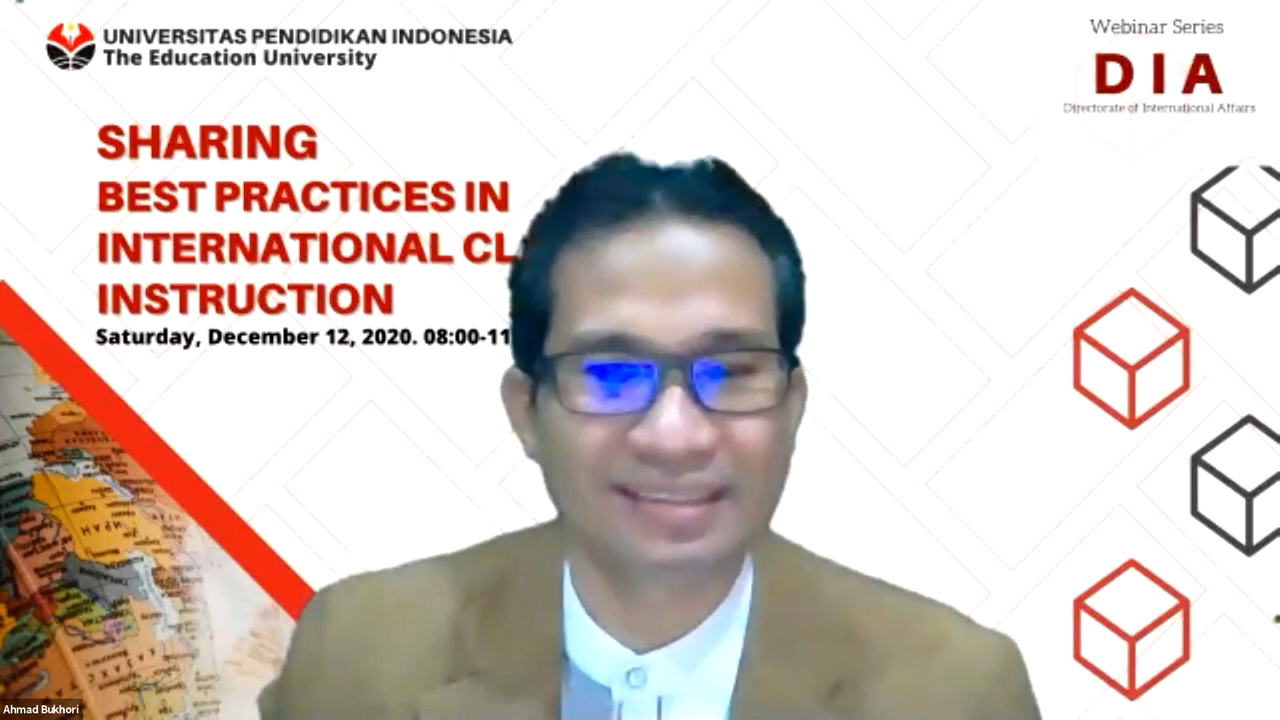 UNIVERSITAS PENDIDIKAN INDONESIA
The Education University
Webinar Series
DIA
Directorate of International Affairs
SHARING
BEST PRACTICES IN
INTERNATIONAL CL
INSTRUCTION
Saturday, December 12, 2020. 08:00-11
Ahmad Bukhori